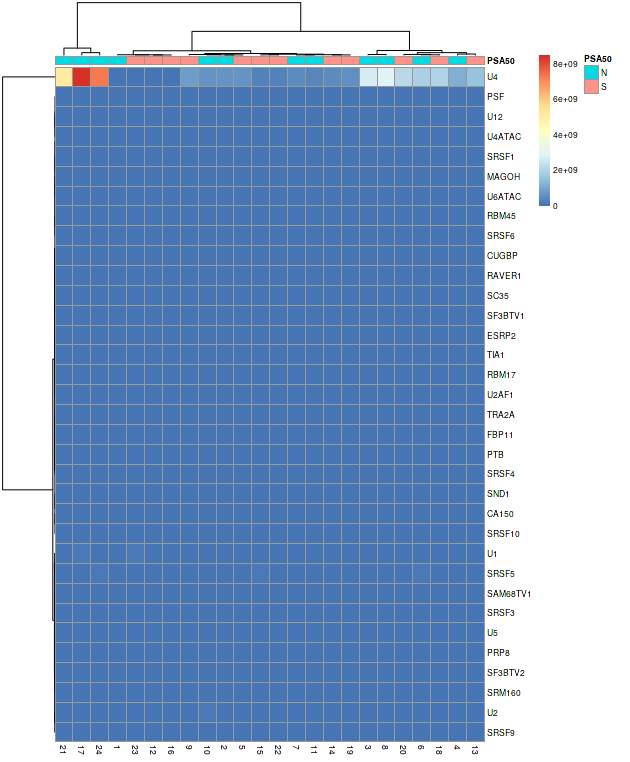 PSA50
U4
PSF
U12
U4ATAC
SRSF1
MAGOH
U6ATAC
RBM45
SRSF6
CUGBP
RAVER1
SC35
SF3BTV1
ESRP2
TIA1
RBM17
U2AF1
TRA2A
FBP11
PTB
SRSF4
SND1
CA150
SRSF10
U1
SRSF5
SAM68TV1
SRSF3
U5
PRP8
SF3BTV2
SRM160
U2
SRSF9
21 17 24 1 23 12 16 9 10 2 5 15 22 7 11 14 19 3 8 20 6 18 4 13
8e+09
6e+09
4e+09
2e+09
0
PSA50
N
S